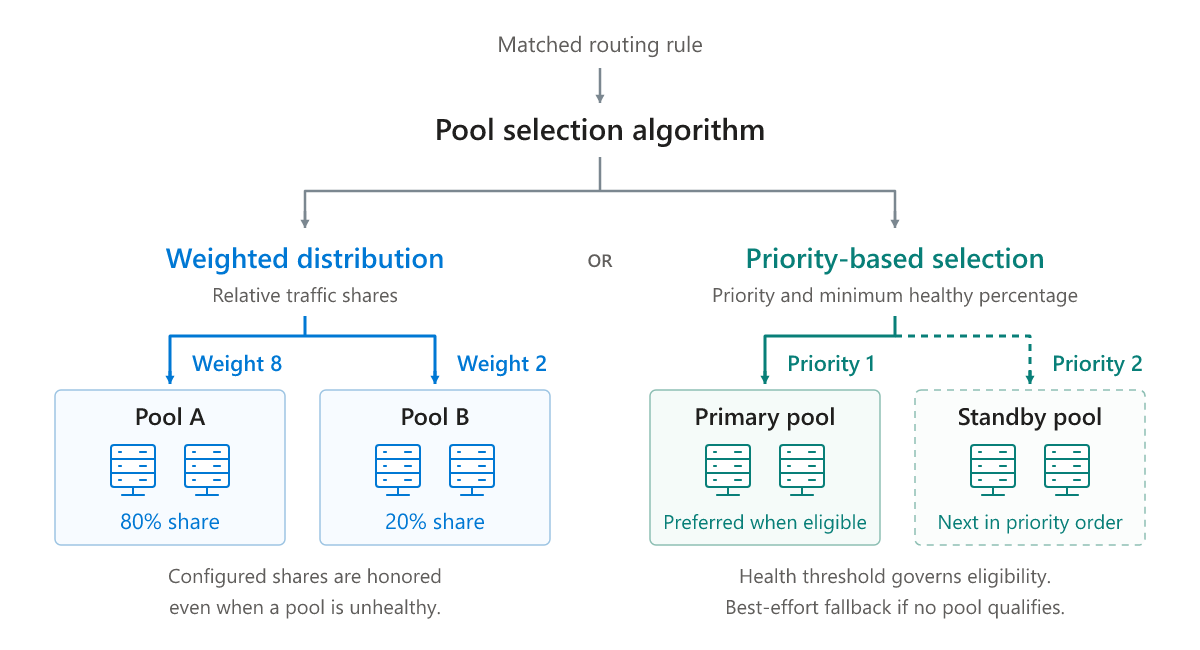 Matched routing rule
Pool selection algorithm
Weighted distribution
OR
Priority-based selection
Relative traffic shares
Priority and minimum healthy percentage
Weight 8
Weight 2
Priority 1
Priority 2
Pool A
Pool B
Primary pool
Standby pool
80% share
20% share
Preferred when eligible
Next in priority order
Configured shares are honored
even when a pool is unhealthy.
Health threshold governs eligibility.
Best-effort fallback if no pool qualifies.